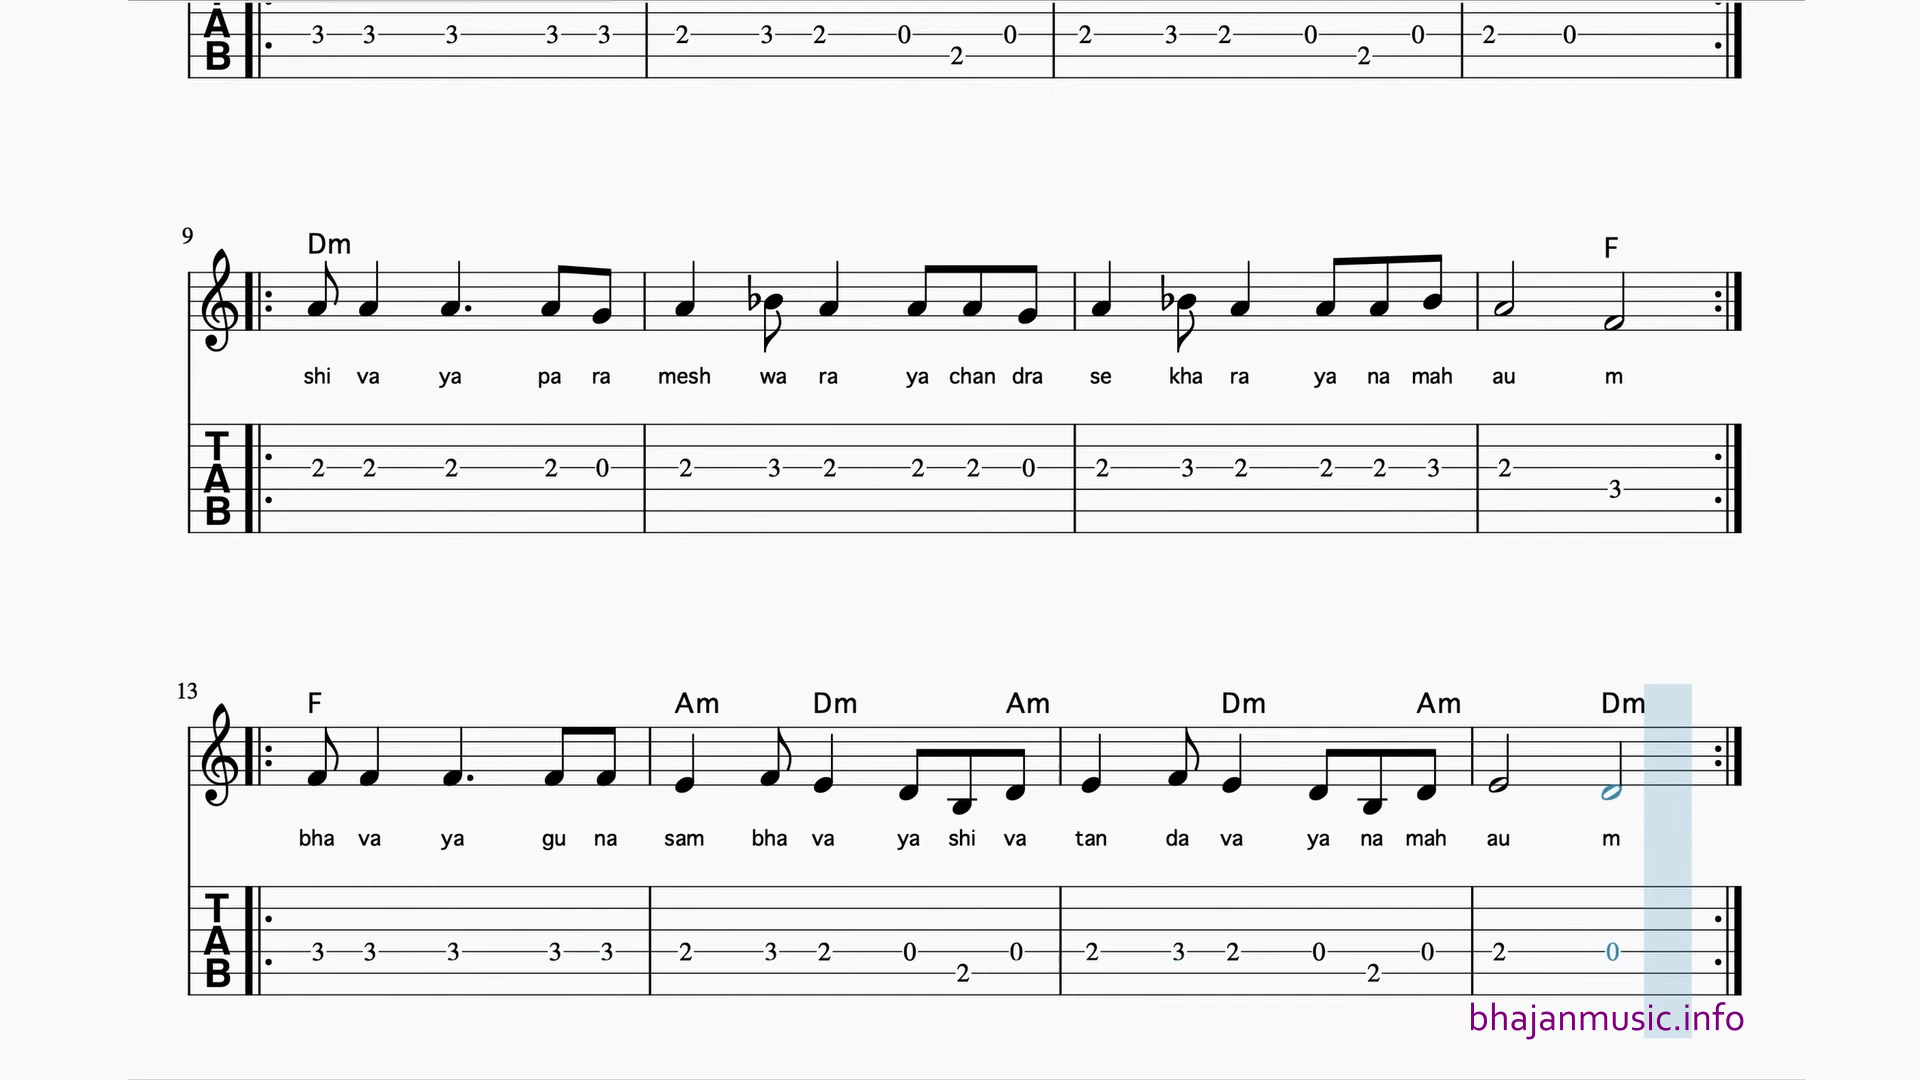 A 3 3 3 3 3 2 3 2 0 0 2 3 2 0 0 2 0
B 2 2
9
Dm F
shi va ya pa ra mesh wa ra ya chan dra se kha ra ya na mah au m
T
A 2 2 2 2 0 2 3 2 2 2 0 2 3 2 2 2 3 2
B 3
13
F Am Dm Am Dm Am Dm
bha va ya gu na sam bha va ya shi va tan da va ya na mah au m
T
A 3 3 3 3 3 2 3 2 0 0 2 3 2 0 0 2 0
B 2 2
bhajanmusic.info